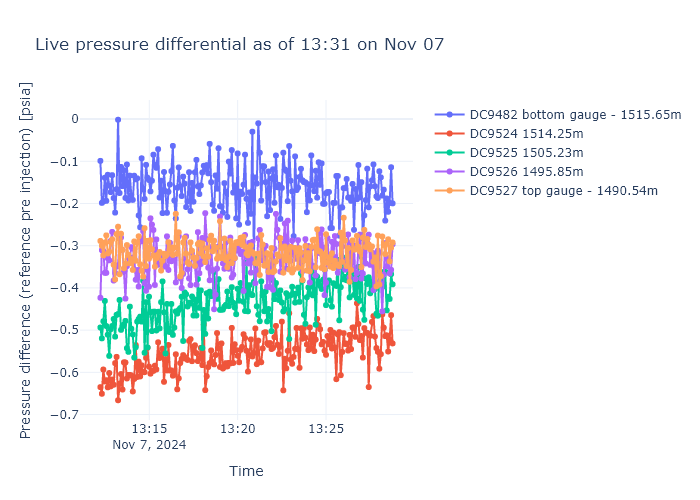 Live pressure differential as of 13:31 on Nov 07
Pressure difference (reference pre injection) [psia]
0
−0.1
−0.2
−0.3
−0.4
−0.5
−0.6
−0.7
13:15
Nov 7, 2024
13:20
13:25
Time
DC9482 bottom gauge - 1515.65m
DC9524 1514.25m
DC9525 1505.23m
DC9526 1495.85m
DC9527 top gauge - 1490.54m